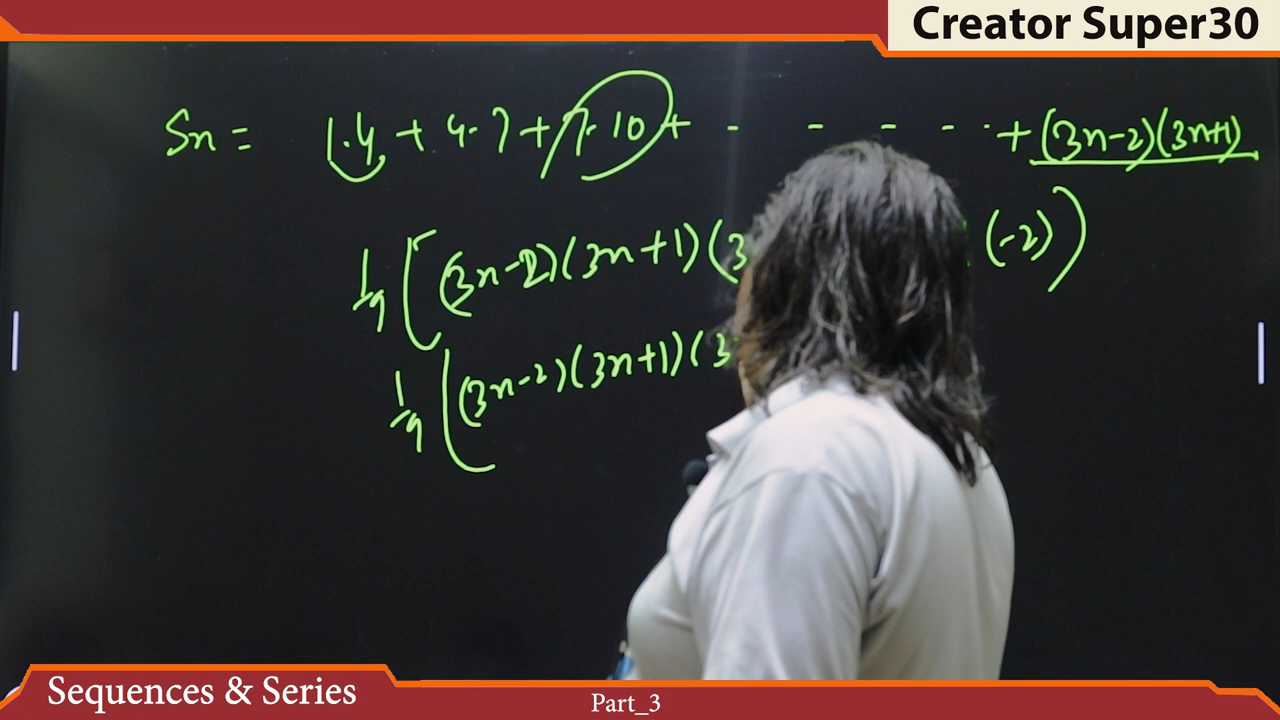 Creator Super30
Sn = 1.4 + 4.7 + 7.10 + - - - - - + (3n-2)(3n+1)
1/9 [(3n-2)(3n+1)(3 (-2))
1/9 [(3n-2)(3n+1)(3
Sequences & Series
Part_3